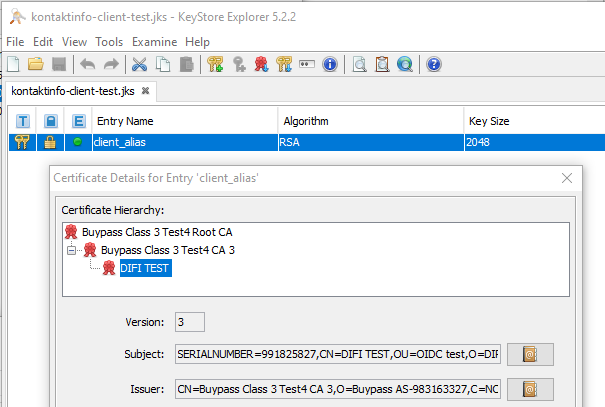 kontaktinfo-client-test.jks - KeyStore Explorer 5.2.2
File Edit View Tools Examine Help
kontaktinfo-client-test.jks
T E Entry Name Algorithm Key Size
client_alias RSA 2048
Certificate Details for Entry 'client_alias'
Certificate Hierarchy:
Buypass Class 3 Test4 Root CA
Buypass Class 3 Test4 CA 3
DIFI TEST
Version: 3
Subject: SERIALNUMBER=991825827,CN=DIFI TEST,OU=OIDC test,O=DIF
Issuer: CN=Buypass Class 3 Test4 CA 3,O=Buypass AS-983163327,C=NO